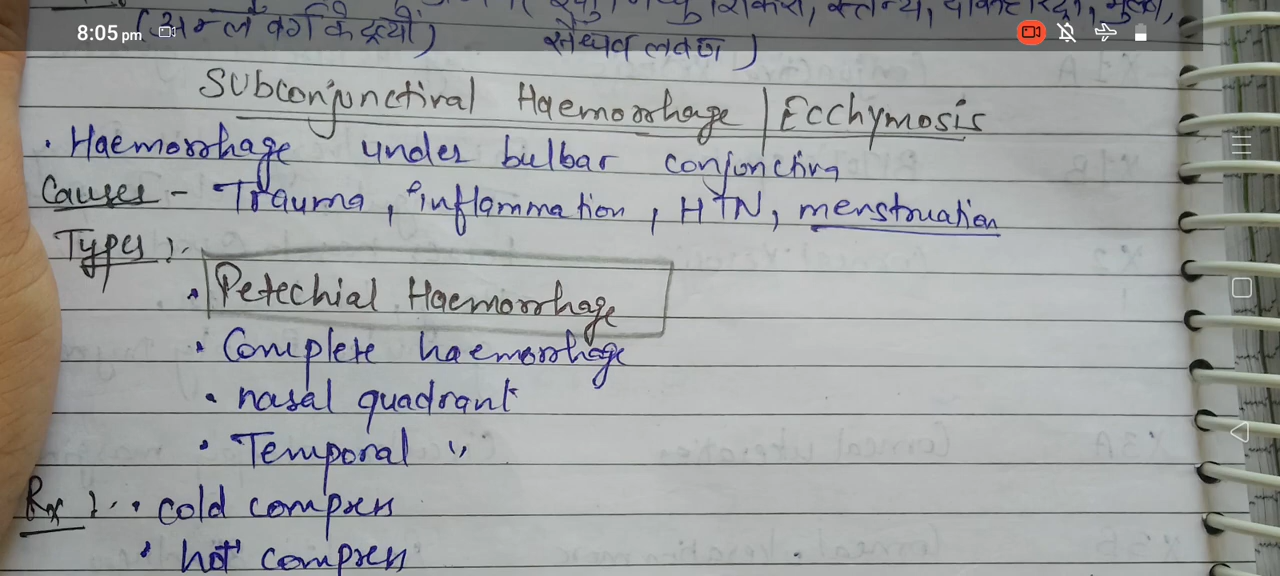 8:05 pm
(अम्ल वर्ग के द्रव्यों) सैंधव लवण )
Subconjunctival Haemorrhage | Ecchymosis
• Haemorrhage under bulbar conjonctiva
Causes - Trauma, inflammation, HTN, menstruation
Types :-
• Petechial Haemorrhage
• Complete haemorrhage
• nasal quadrant
• Temporal "
Rx :- • cold compress
• hot compress